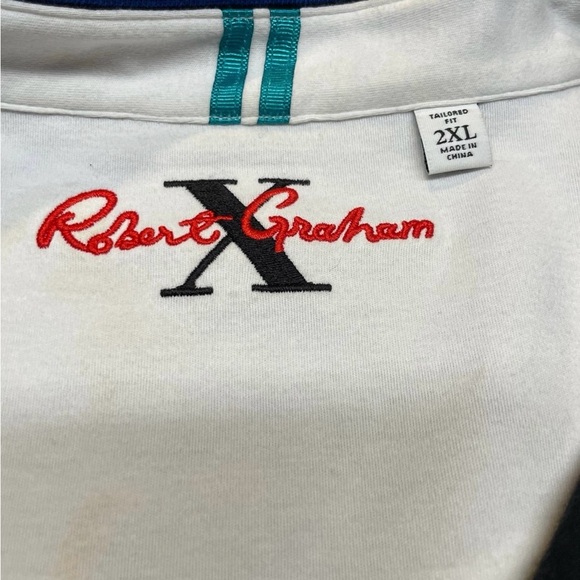 TAILORED
FIT
2XL
MADE IN
CHINA
Robert X Graham